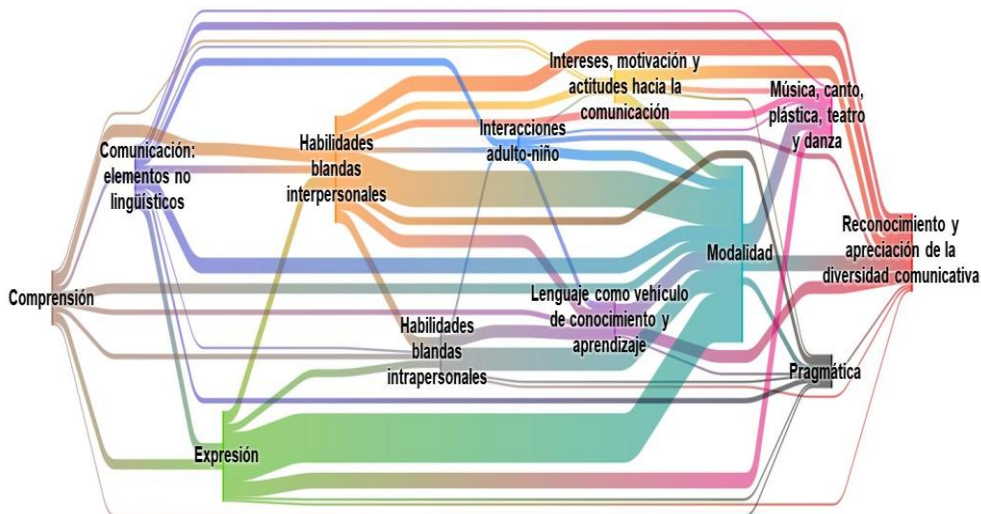 Comprensión
Comunicación:
elementos no
lingüísticos
Expresión
Habilidades
blandas
interpersonales
Habilidades
blandas
intrapersonales
Interacciones
adulto-niño
Intereses, motivación y
actitudes hacia la
comunicación
Lenguaje como vehículo
de conocimiento y
aprendizaje
Modalidad
Música, canto,
plástica, teatro
y danza
Pragmática
Reconocimiento y
apreciación de la
diversidad comunicativa